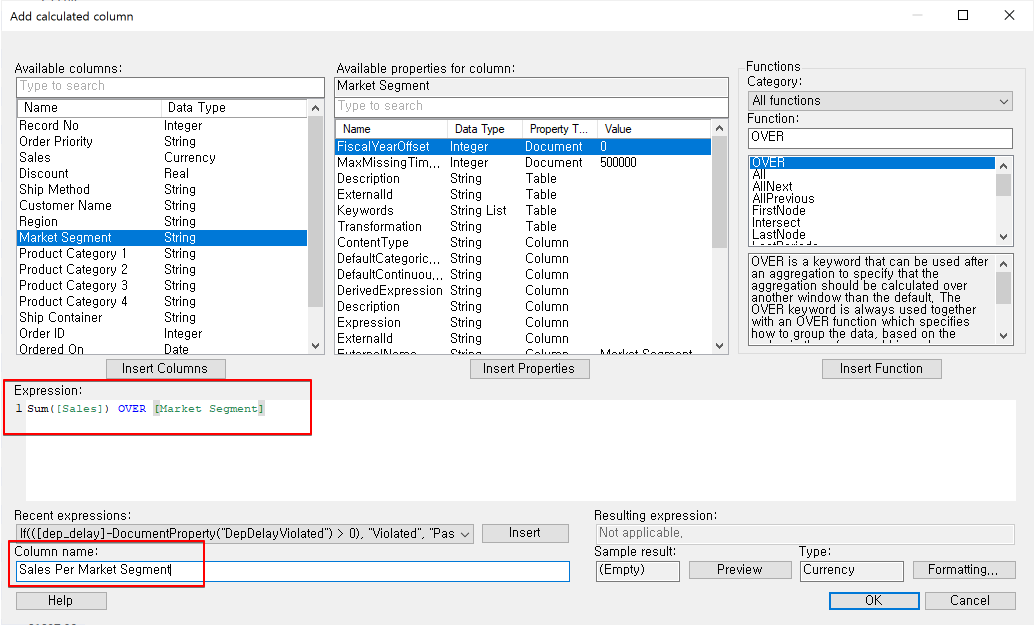 Add calculated column
Available columns:
Type to search
Name Data Type
Record No Integer
Order Priority String
Sales Currency
Discount Real
Ship Method String
Customer Name String
Region String
Market Segment String
Product Category 1 String
Product Category 2 String
Product Category 3 String
Product Category 4 String
Ship Container String
Order ID Integer
Ordered On Date
Insert Columns
Available properties for column:
Market Segment
Type to search
Name Data Type Property T... Value
FiscalYearOffset Integer Document 0
MaxMissingTim... Integer Document 500000
Description String Table
ExternalId String Table
Keywords String List Table
Transformation String Table
ContentType String Column
DefaultCategoric... String Column
DefaultContinuou... String Column
DerivedExpression String Column
Description String Column
Expression String Column
ExternalId String Column
ExternalName String Column Market Segment
Insert Properties
Functions
Category:
All functions
Function:
OVER
OVER
All
AllNext
AllPrevious
FirstNode
Intersect
LastNode
LastPeriods
OVER is a keyword that can be used after
an aggregation to specify that the
aggregation should be calculated over
another window than the default. The
OVER keyword is always used together
with an OVER function which specifies
how to group the data, based on the
Insert Function
Expression:
1 Sum([Sales]) OVER [Market Segment]
Recent expressions:
If(([dep_delay]-DocumentProperty("DepDelayViolated") > 0), "Violated", "Pas
Insert
Resulting expression:
Not applicable.
Column name:
Sales Per Market Segment
Sample result:
(Empty)
Preview
Type:
Currency
Formatting...
Help
OK
Cancel